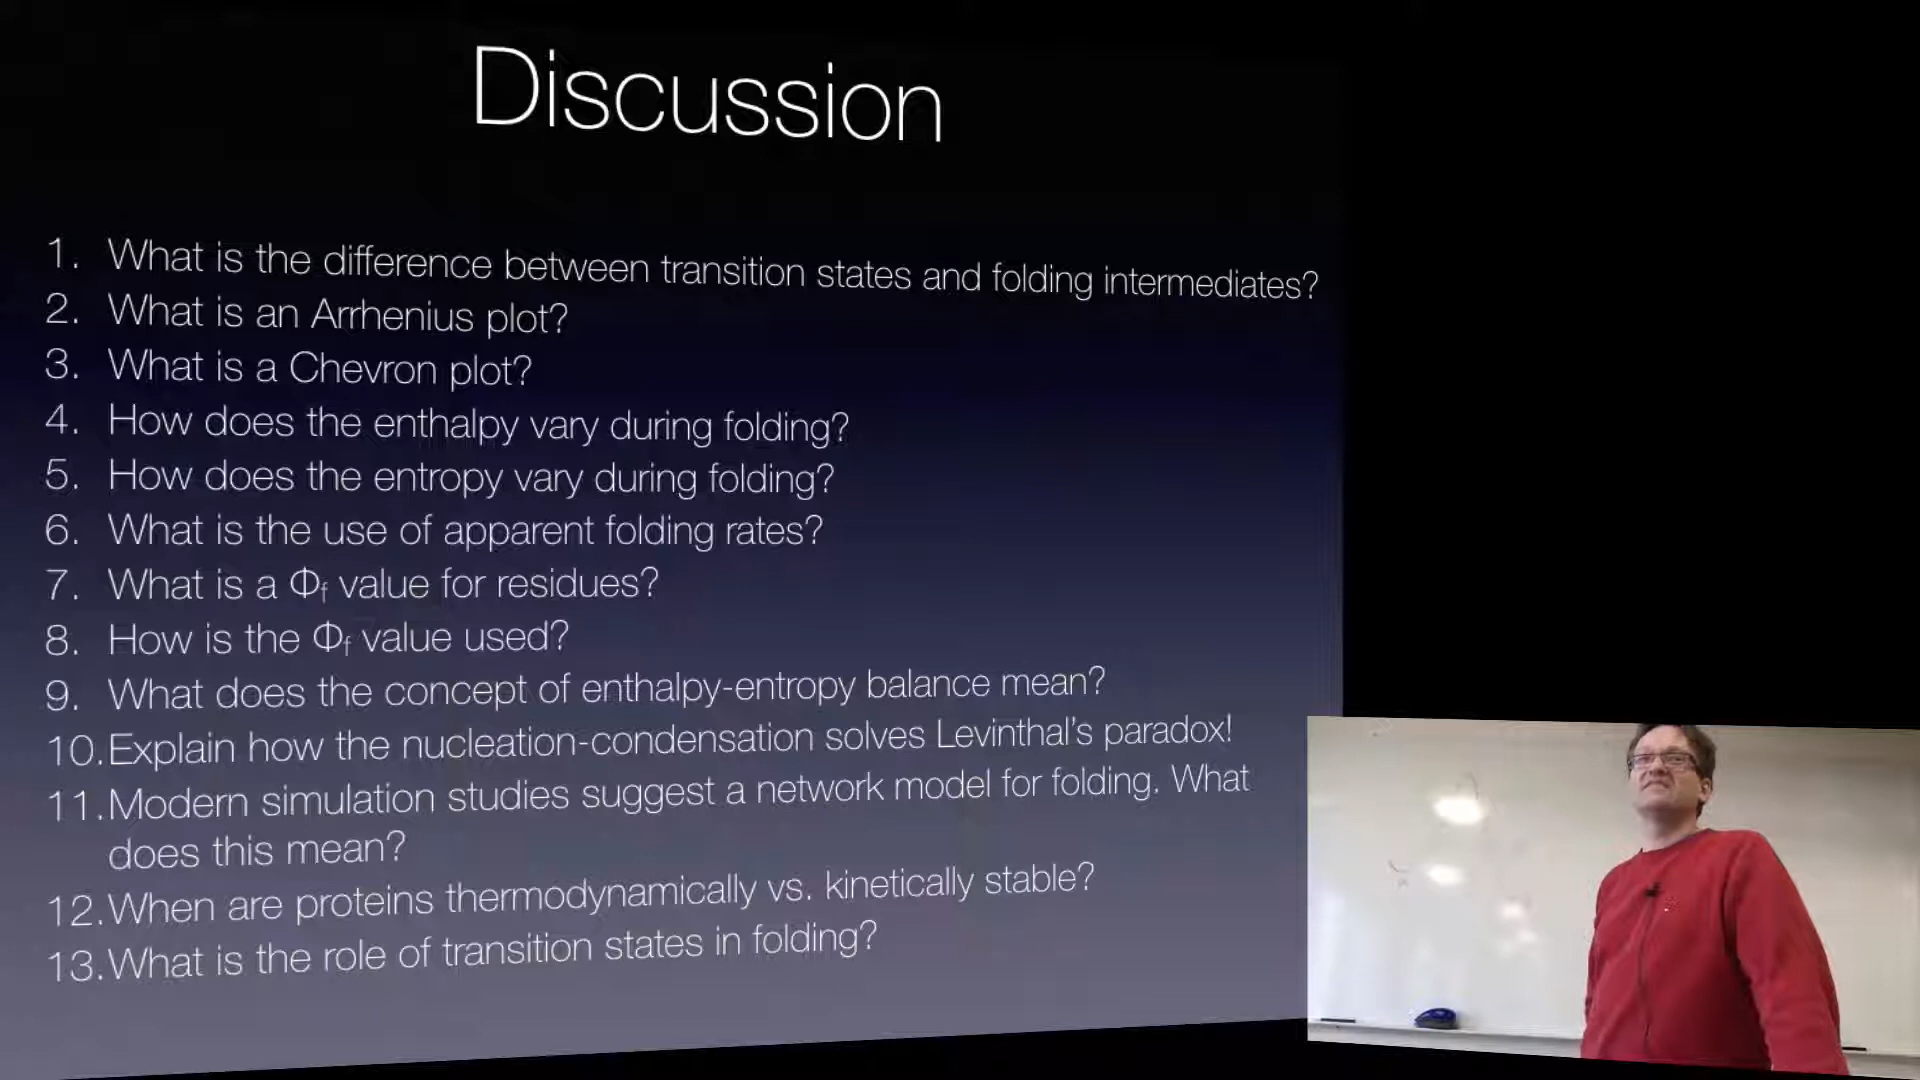 Discussion
1. What is the difference between transition states and folding intermediates?
2. What is an Arrhenius plot?
3. What is a Chevron plot?
4. How does the enthalpy vary during folding?
5. How does the entropy vary during folding?
6. What is the use of apparent folding rates?
7. What is a Φf value for residues?
8. How is the Φf value used?
9. What does the concept of enthalpy-entropy balance mean?
10. Explain how the nucleation-condensation solves Levinthal's paradox!
11. Modern simulation studies suggest a network model for folding. What
does this mean?
12. When are proteins thermodynamically vs. kinetically stable?
13. What is the role of transition states in folding?